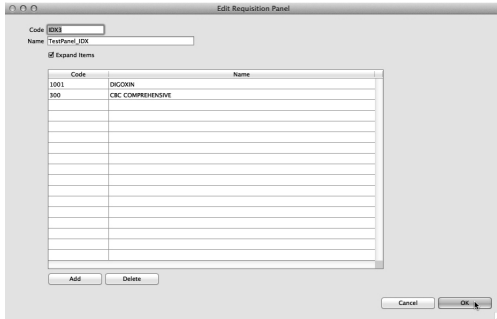 Edit Requisition Panel
Code IDX3
Name TestPanel_IDX
Expand Items
Code Name
1001 DIGOXIN
300 CBC COMPREHENSIVE
Add Delete
Cancel OK